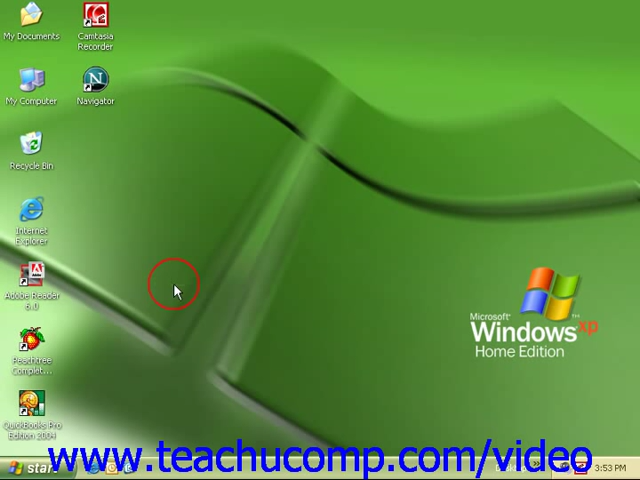 My Documents
Camtasia
Recorder
My Computer
Navigator
Recycle Bin
Internet
Explorer
Adobe Reader
6.0
Peachtree
Complet...
QuickBooks Pro
Edition 2004
Microsoft®
Windows xp
Home Edition
www.teachucomp.com/video
start
3:53 PM